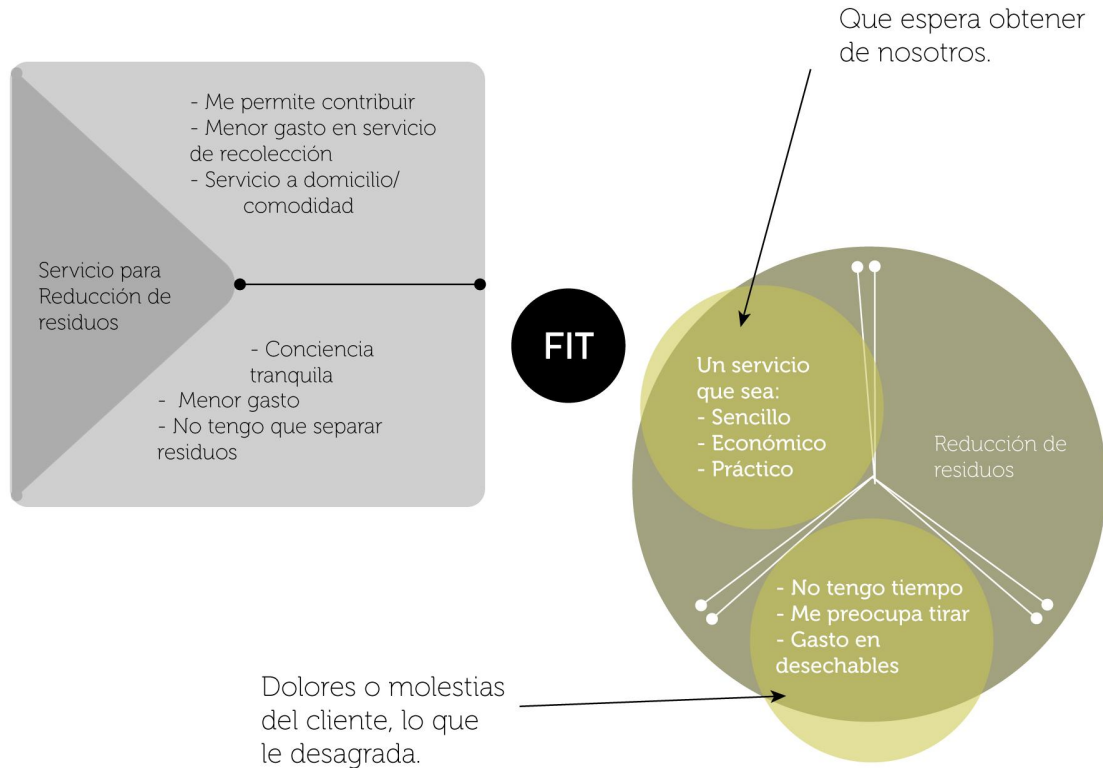 Que espera obtener
de nosotros.
- Me permite contribuir
- Menor gasto en servicio
de recolección
- Servicio a domicilio/
comodidad
Servicio para
Reducción de
residuos
- Conciencia
tranquila
- Menor gasto
- No tengo que separar
residuos
FIT
Un servicio
que sea:
- Sencillo
- Económico
- Práctico
Reducción de
residuos
- No tengo tiempo
- Me preocupa tirar
- Gasto en
desechables
Dolores o molestias
del cliente, lo que
le desagrada.